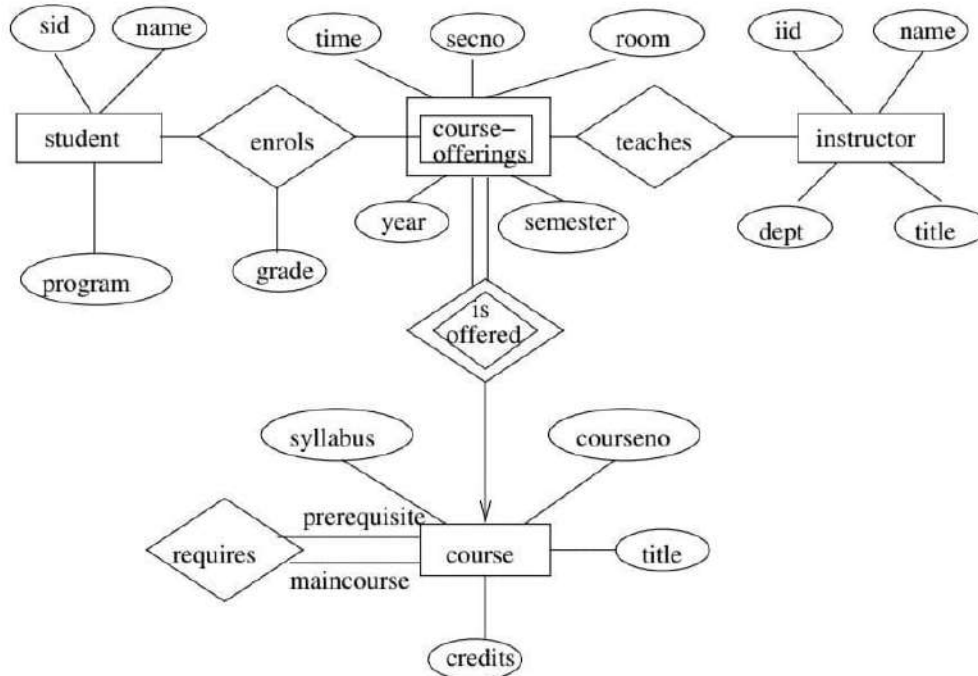 sid
name
time
secno
room
iid
name
student
enrols
course-
offerings
teaches
instructor
year
semester
dept
title
program
grade
is
offered
syllabus
courseno
prerequisite
requires
course
title
maincourse
credits